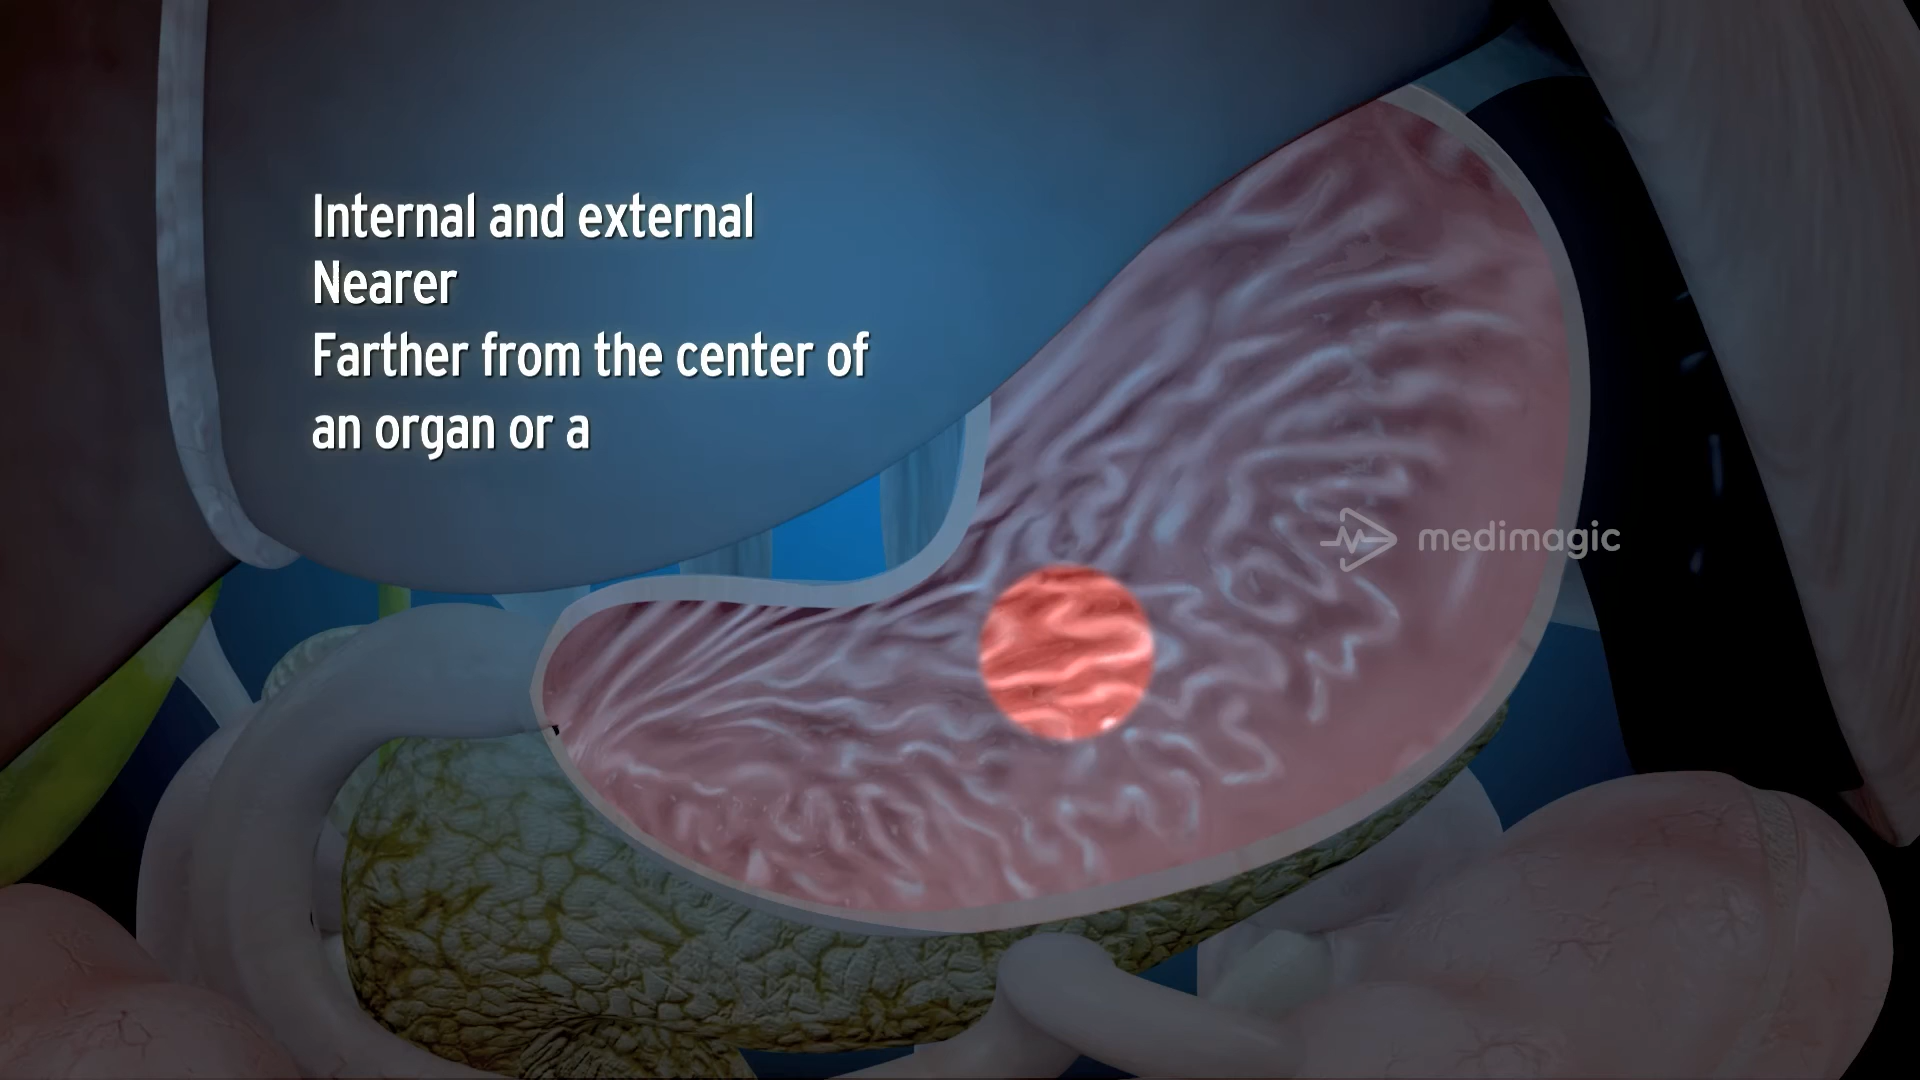 Internal and external
Nearer
Farther from the center of
an organ or a
medimagic